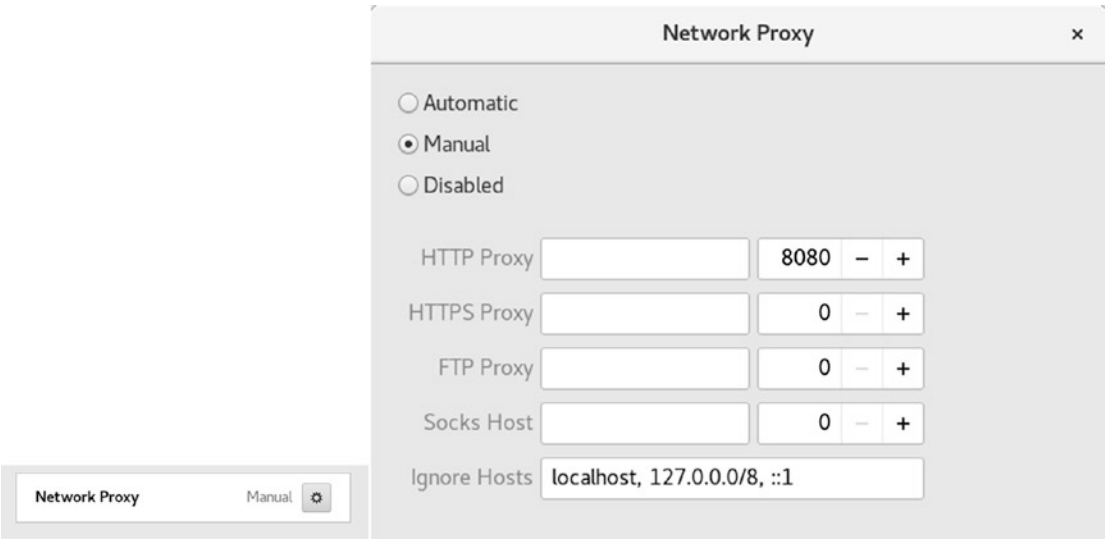 Network Proxy ×
Automatic
Manual
Disabled
HTTP Proxy 8080 − +
HTTPS Proxy 0 − +
FTP Proxy 0 − +
Socks Host 0 − +
Ignore Hosts localhost, 127.0.0.0/8, ::1
Network Proxy Manual